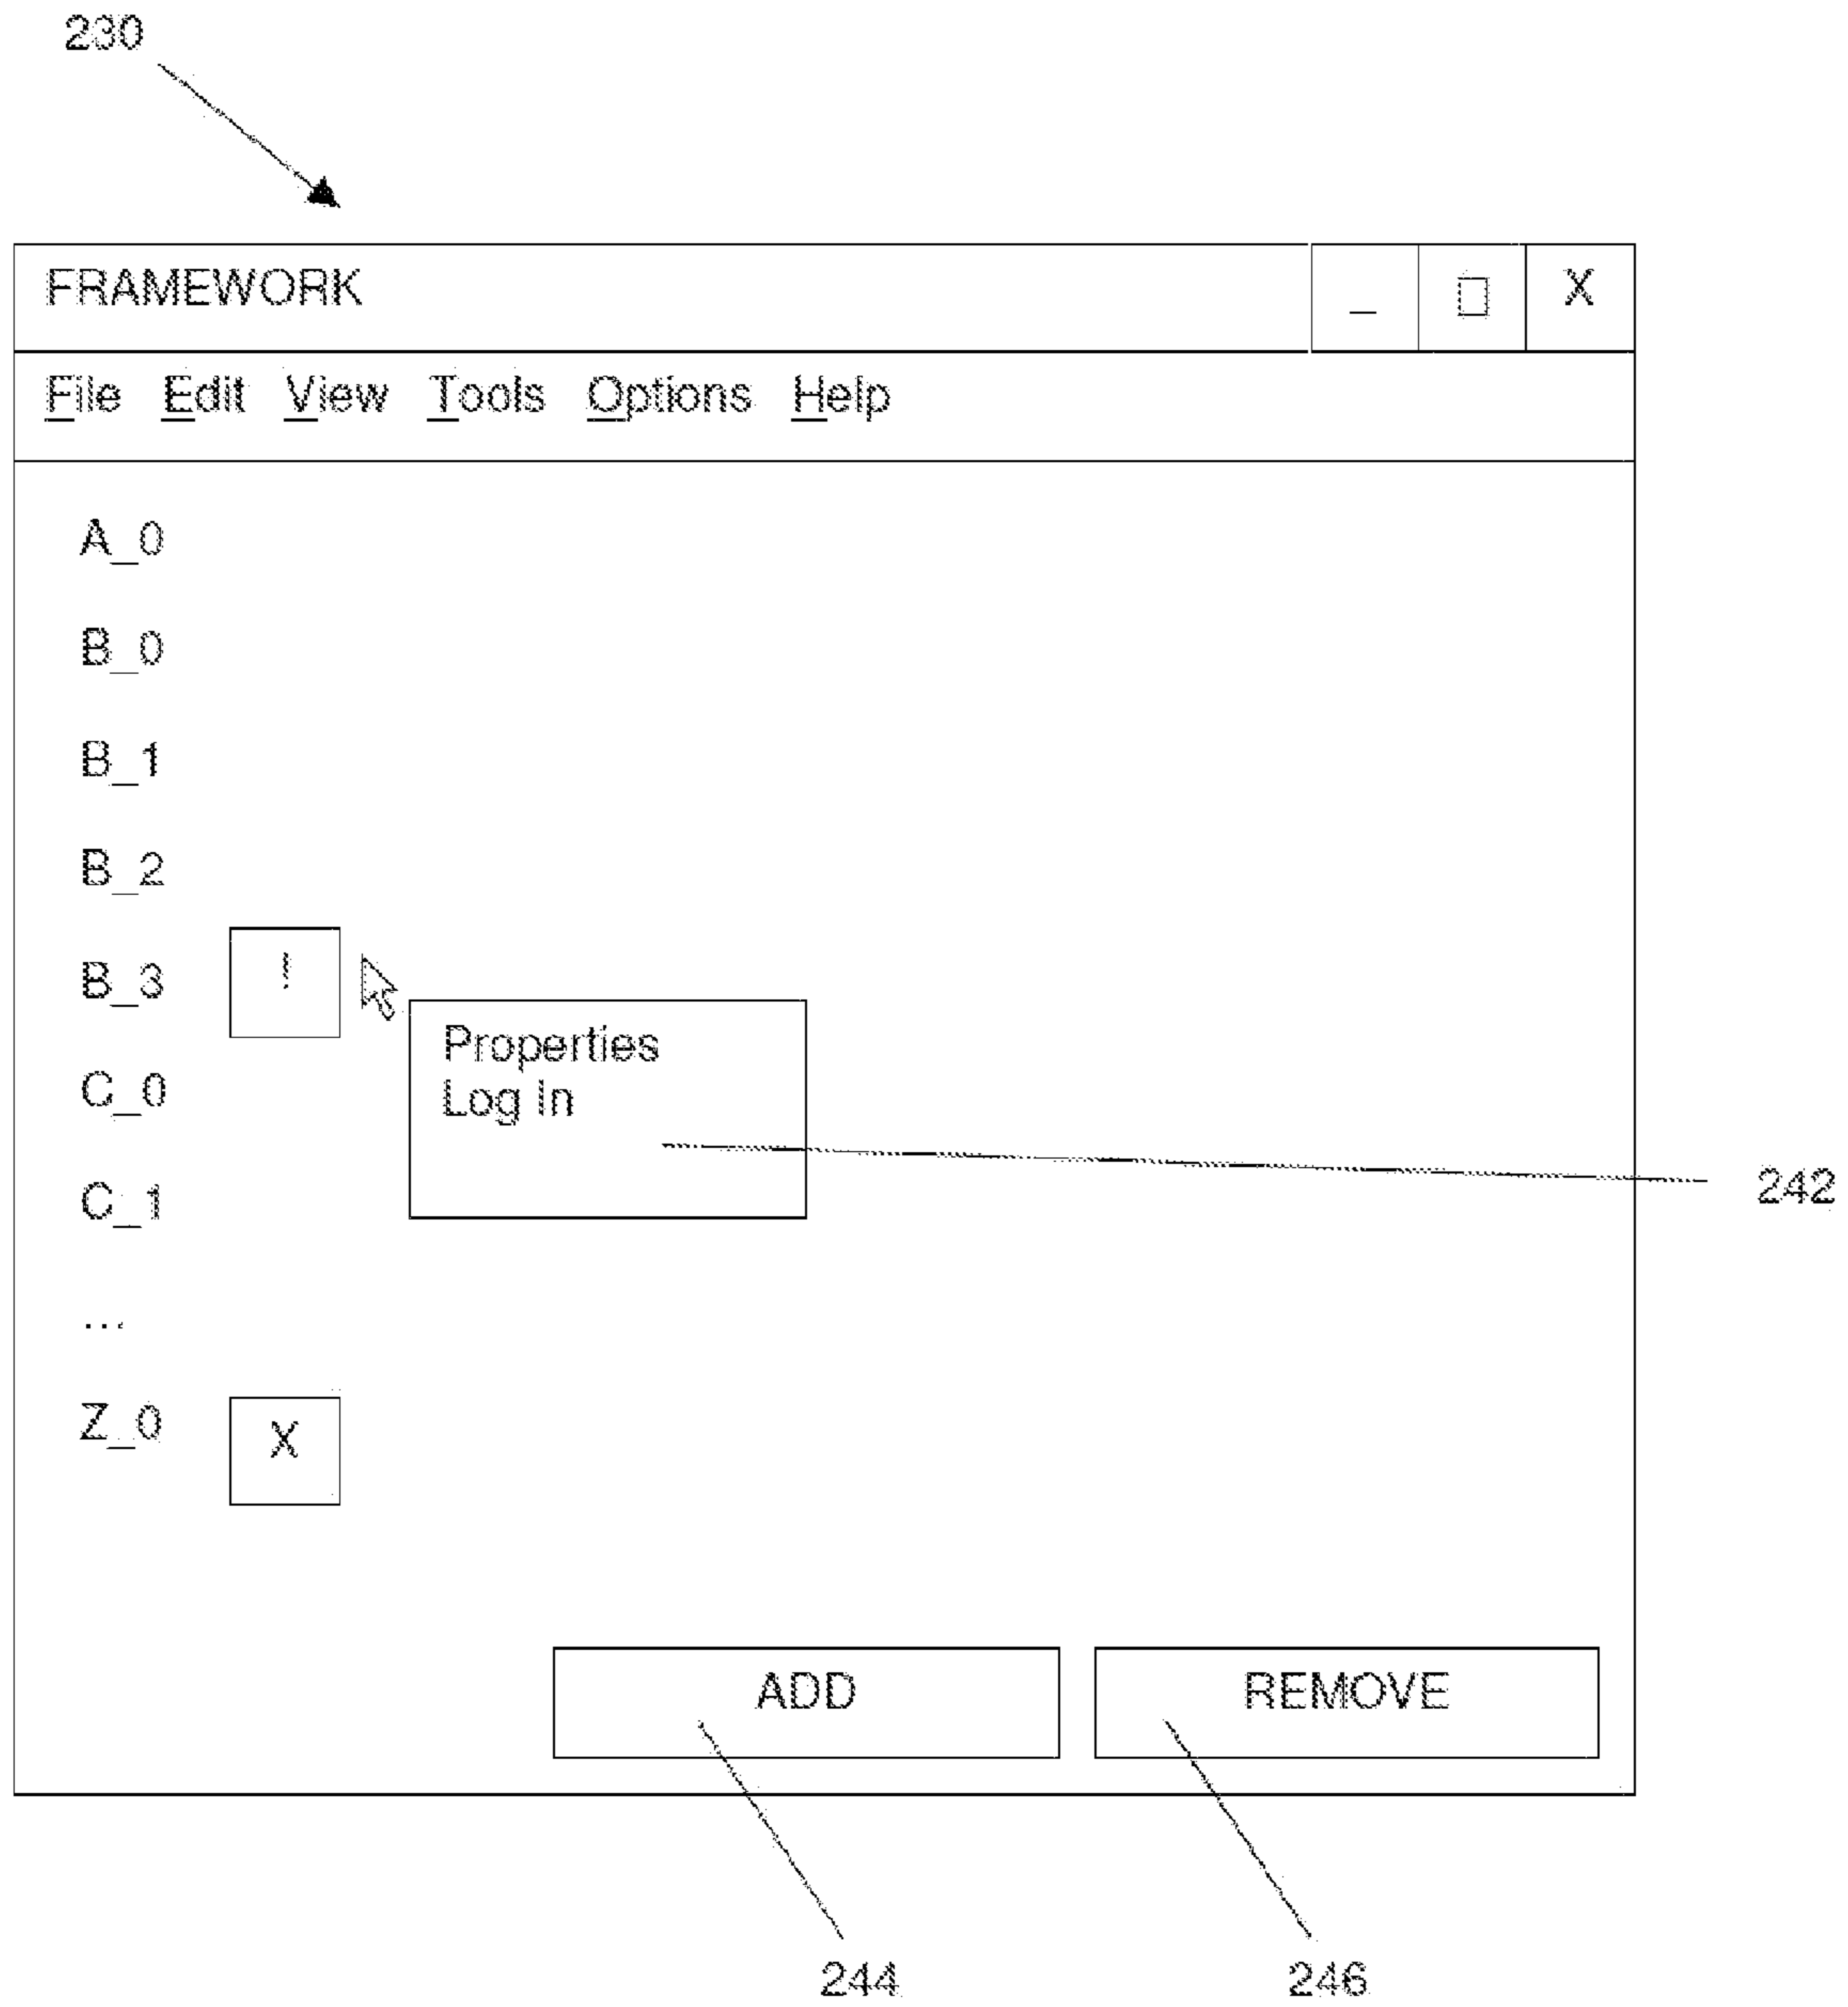 230
FRAMEWORK _ □ X
File Edit View Tools Options Help
A_0
B_0
B_1
B_2
B_3 !
Properties
Log In
C_0
C_1
242
...
Z_0 X
ADD REMOVE
244 246